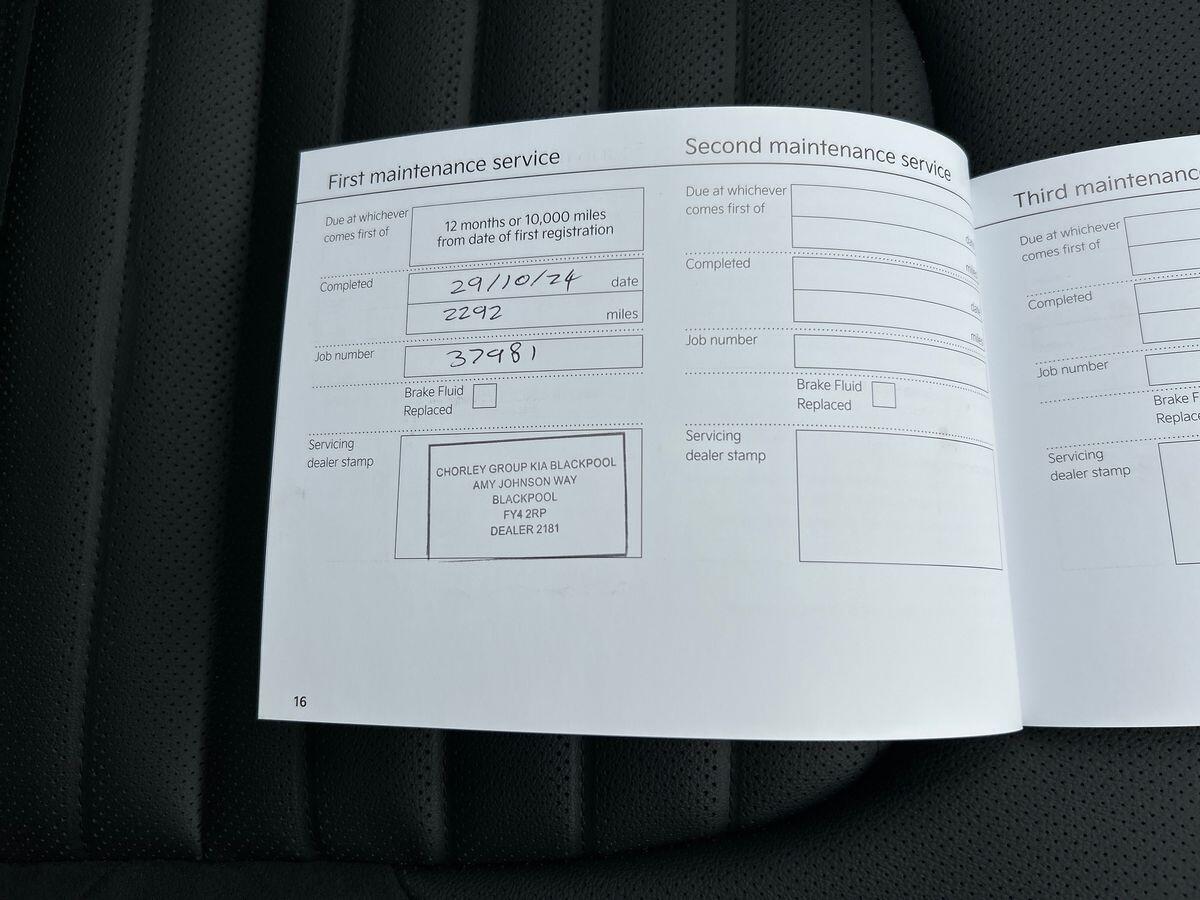 First maintenance service
Due at whichever
comes first of
12 months or 10,000 miles
from date of first registration
Completed
29/10/24 date
2292 miles
Job number
37981
Brake Fluid
Replaced
Servicing
dealer stamp
CHORLEY GROUP KIA BLACKPOOL
AMY JOHNSON WAY
BLACKPOOL
FY4 2RP
DEALER 2181
16
Second maintenance service
Due at whichever
comes first of
Completed
Job number
Brake Fluid
Replaced
Servicing
dealer stamp
Third
Due at whichever
comes first of
Completed
Job number
Brake
Servicing
dealer stamp